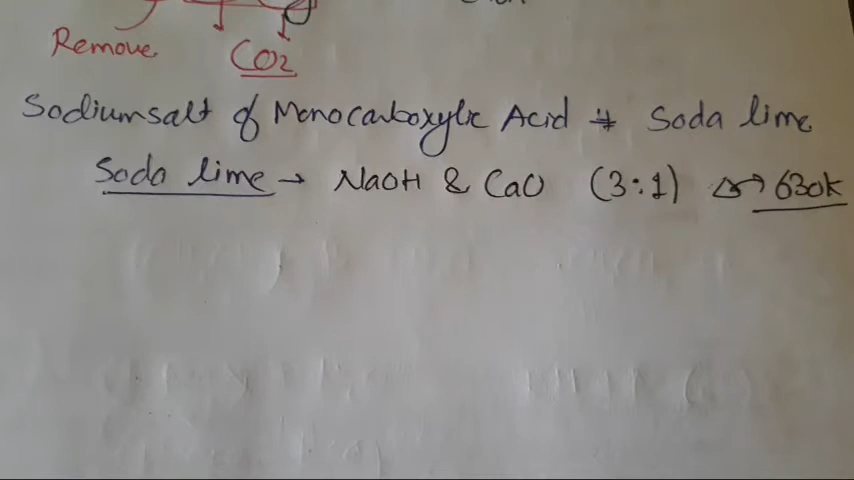 Remove
CO2
Sodiumsalt of Monocarboxylic Acid + Soda lime
Soda lime → NaOH & CaO (3:1) Δ → 630K